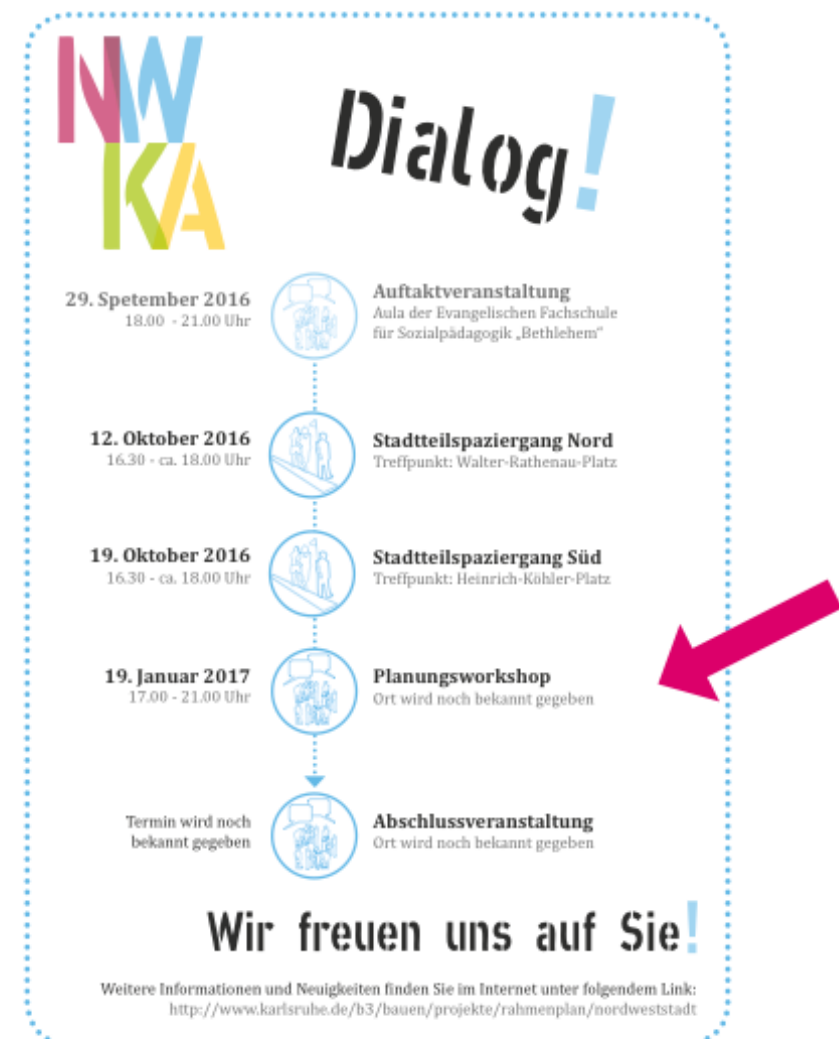 NW
KA
Dialog!
29. Spetember 2016
18.00 - 21.00 Uhr
Auftaktveranstaltung
Aula der Evangelischen Fachschule
für Sozialpädagogik „Bethlehem“
12. Oktober 2016
16.30 - ca. 18.00 Uhr
Stadtteilspaziergang Nord
Treffpunkt: Walter-Rathenau-Platz
19. Oktober 2016
16.30 - ca. 18.00 Uhr
Stadtteilspaziergang Süd
Treffpunkt: Heinrich-Köhler-Platz
19. Januar 2017
17.00 - 21.00 Uhr
Planungsworkshop
Ort wird noch bekannt gegeben
Termin wird noch
bekannt gegeben
Abschlussveranstaltung
Ort wird noch bekannt gegeben
Wir freuen uns auf Sie!
Weitere Informationen und Neuigkeiten finden Sie im Internet unter folgendem Link:
http://www.karlsruhe.de/b3/bauen/projekte/rahmenplan/nordweststadt